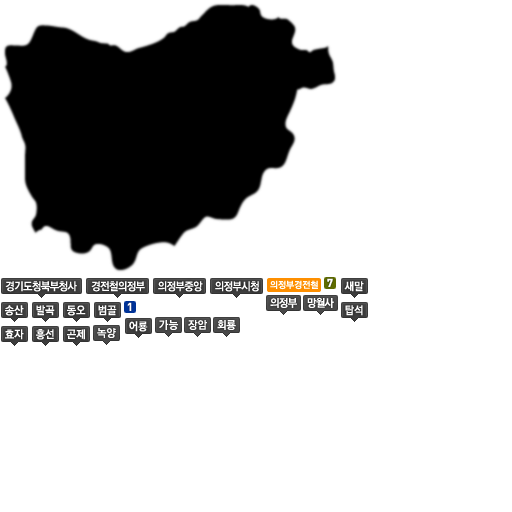 경기도청북부청사 경전철의정부 의정부중앙 의정부시청 의정부경전철 7 새말
의정부 망월사
송산 발곡 동오 범골 1 탑석
어룡 가능 장암 회룡
효자 흥선 곤제 녹양